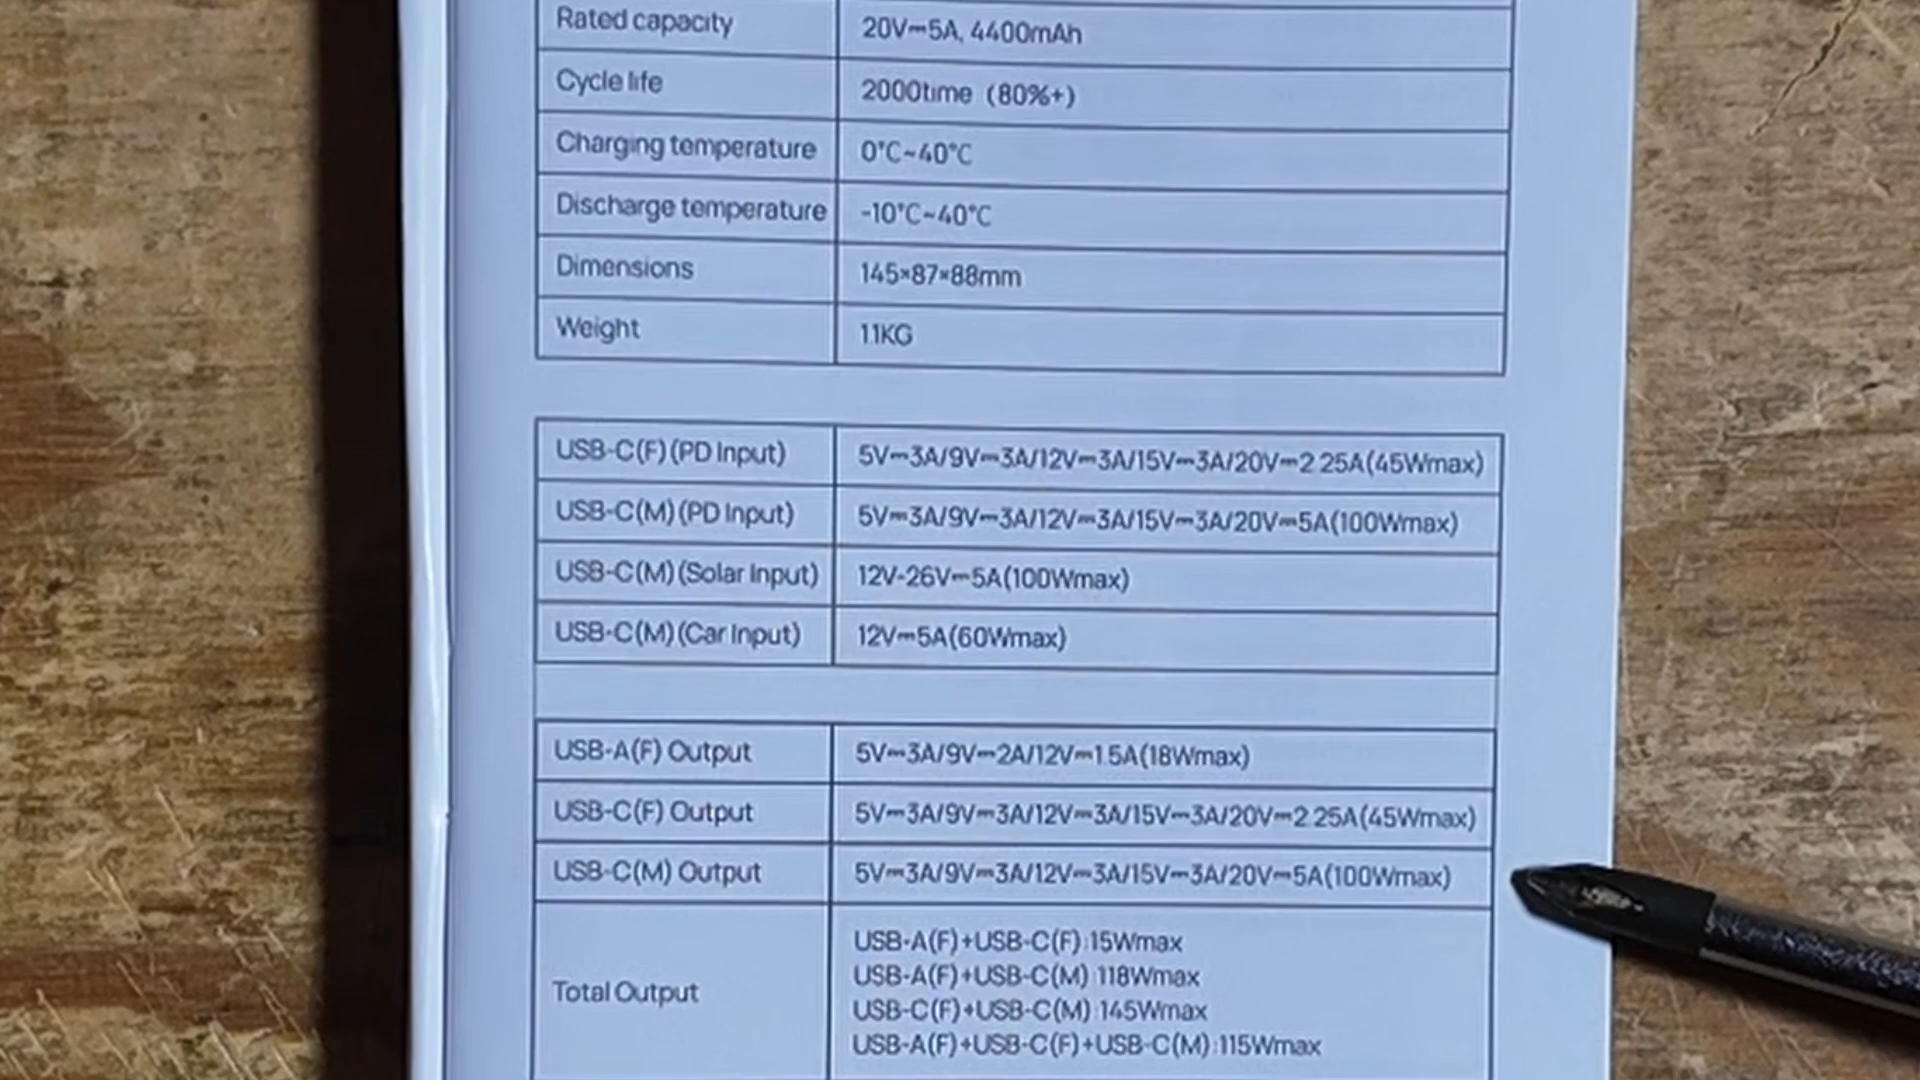 Rated capacity 20V⎓5A, 4400mAh
Cycle life 2000time (80%+)
Charging temperature 0°C~40°C
Discharge temperature -10°C~40°C
Dimensions 145×87×88mm
Weight 1.1KG
USB-C(F) (PD Input) 5V⎓3A/9V⎓3A/12V⎓3A/15V⎓3A/20V⎓2.25A(45Wmax)
USB-C(M) (PD Input) 5V⎓3A/9V⎓3A/12V⎓3A/15V⎓3A/20V⎓5A(100Wmax)
USB-C(M) (Solar Input) 12V-26V⎓5A(100Wmax)
USB-C(M) (Car Input) 12V⎓5A(60Wmax)
USB-A(F) Output 5V⎓3A/9V⎓2A/12V⎓1.5A(18Wmax)
USB-C(F) Output 5V⎓3A/9V⎓3A/12V⎓3A/15V⎓3A/20V⎓2.25A(45Wmax)
USB-C(M) Output 5V⎓3A/9V⎓3A/12V⎓3A/15V⎓3A/20V⎓5A(100Wmax)
Total Output
USB-A(F)+USB-C(F):15Wmax
USB-A(F)+USB-C(M):118Wmax
USB-C(F)+USB-C(M):145Wmax
USB-A(F)+USB-C(F)+USB-C(M):115Wmax